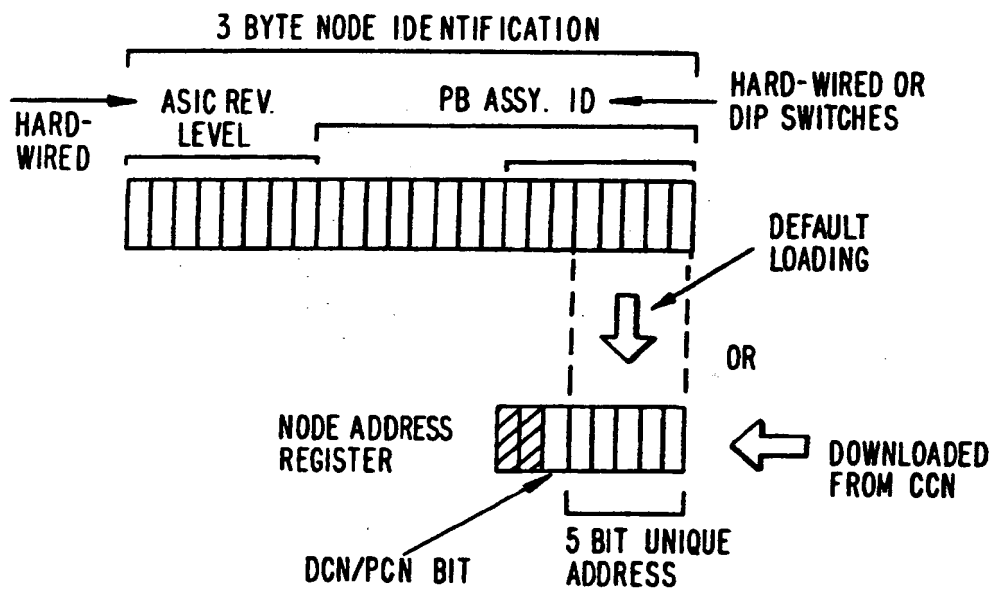 3 BYTE NODE IDENTIFICATION
HARD-
WIRED
ASIC REV.
LEVEL
PB ASSY. ID
HARD-WIRED OR
DIP SWITCHES
DEFAULT
LOADING
OR
NODE ADDRESS
REGISTER
DOWNLOADED
FROM CCN
DCN/PCN BIT
5 BIT UNIQUE
ADDRESS